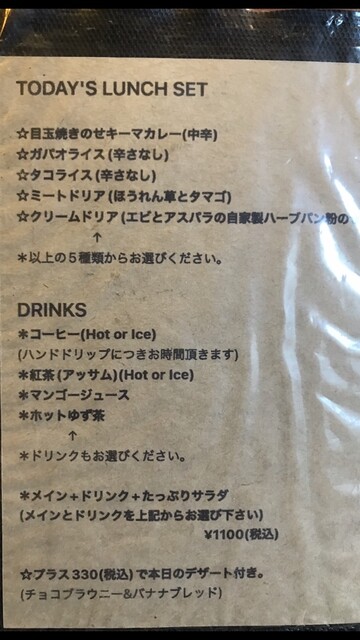 TODAY'S LUNCH SET
☆目玉焼きのせキーマカレー(中辛)
☆ガパオライス(辛さなし)
☆タコライス(辛さなし)
☆ミートドリア(ほうれん草とタマゴ)
☆クリームドリア(エビとアスパラの自家製ハーブパン粉の
↑
＊以上の５種類からお選びください。
DRINKS
＊コーヒー(Hot or Ice)
(ハンドドリップにつきお時間頂きます)
＊紅茶(アッサム)(Hot or Ice)
＊マンゴージュース
＊ホットゆず茶
↑
＊ドリンクもお選びください。
＊メイン＋ドリンク＋たっぷりサラダ
(メインとドリンクを上記からお選び下さい)
¥1100(税込)
☆プラス330(税込)で本日のデザート付き。
(チョコブラウニー&バナナブレッド)